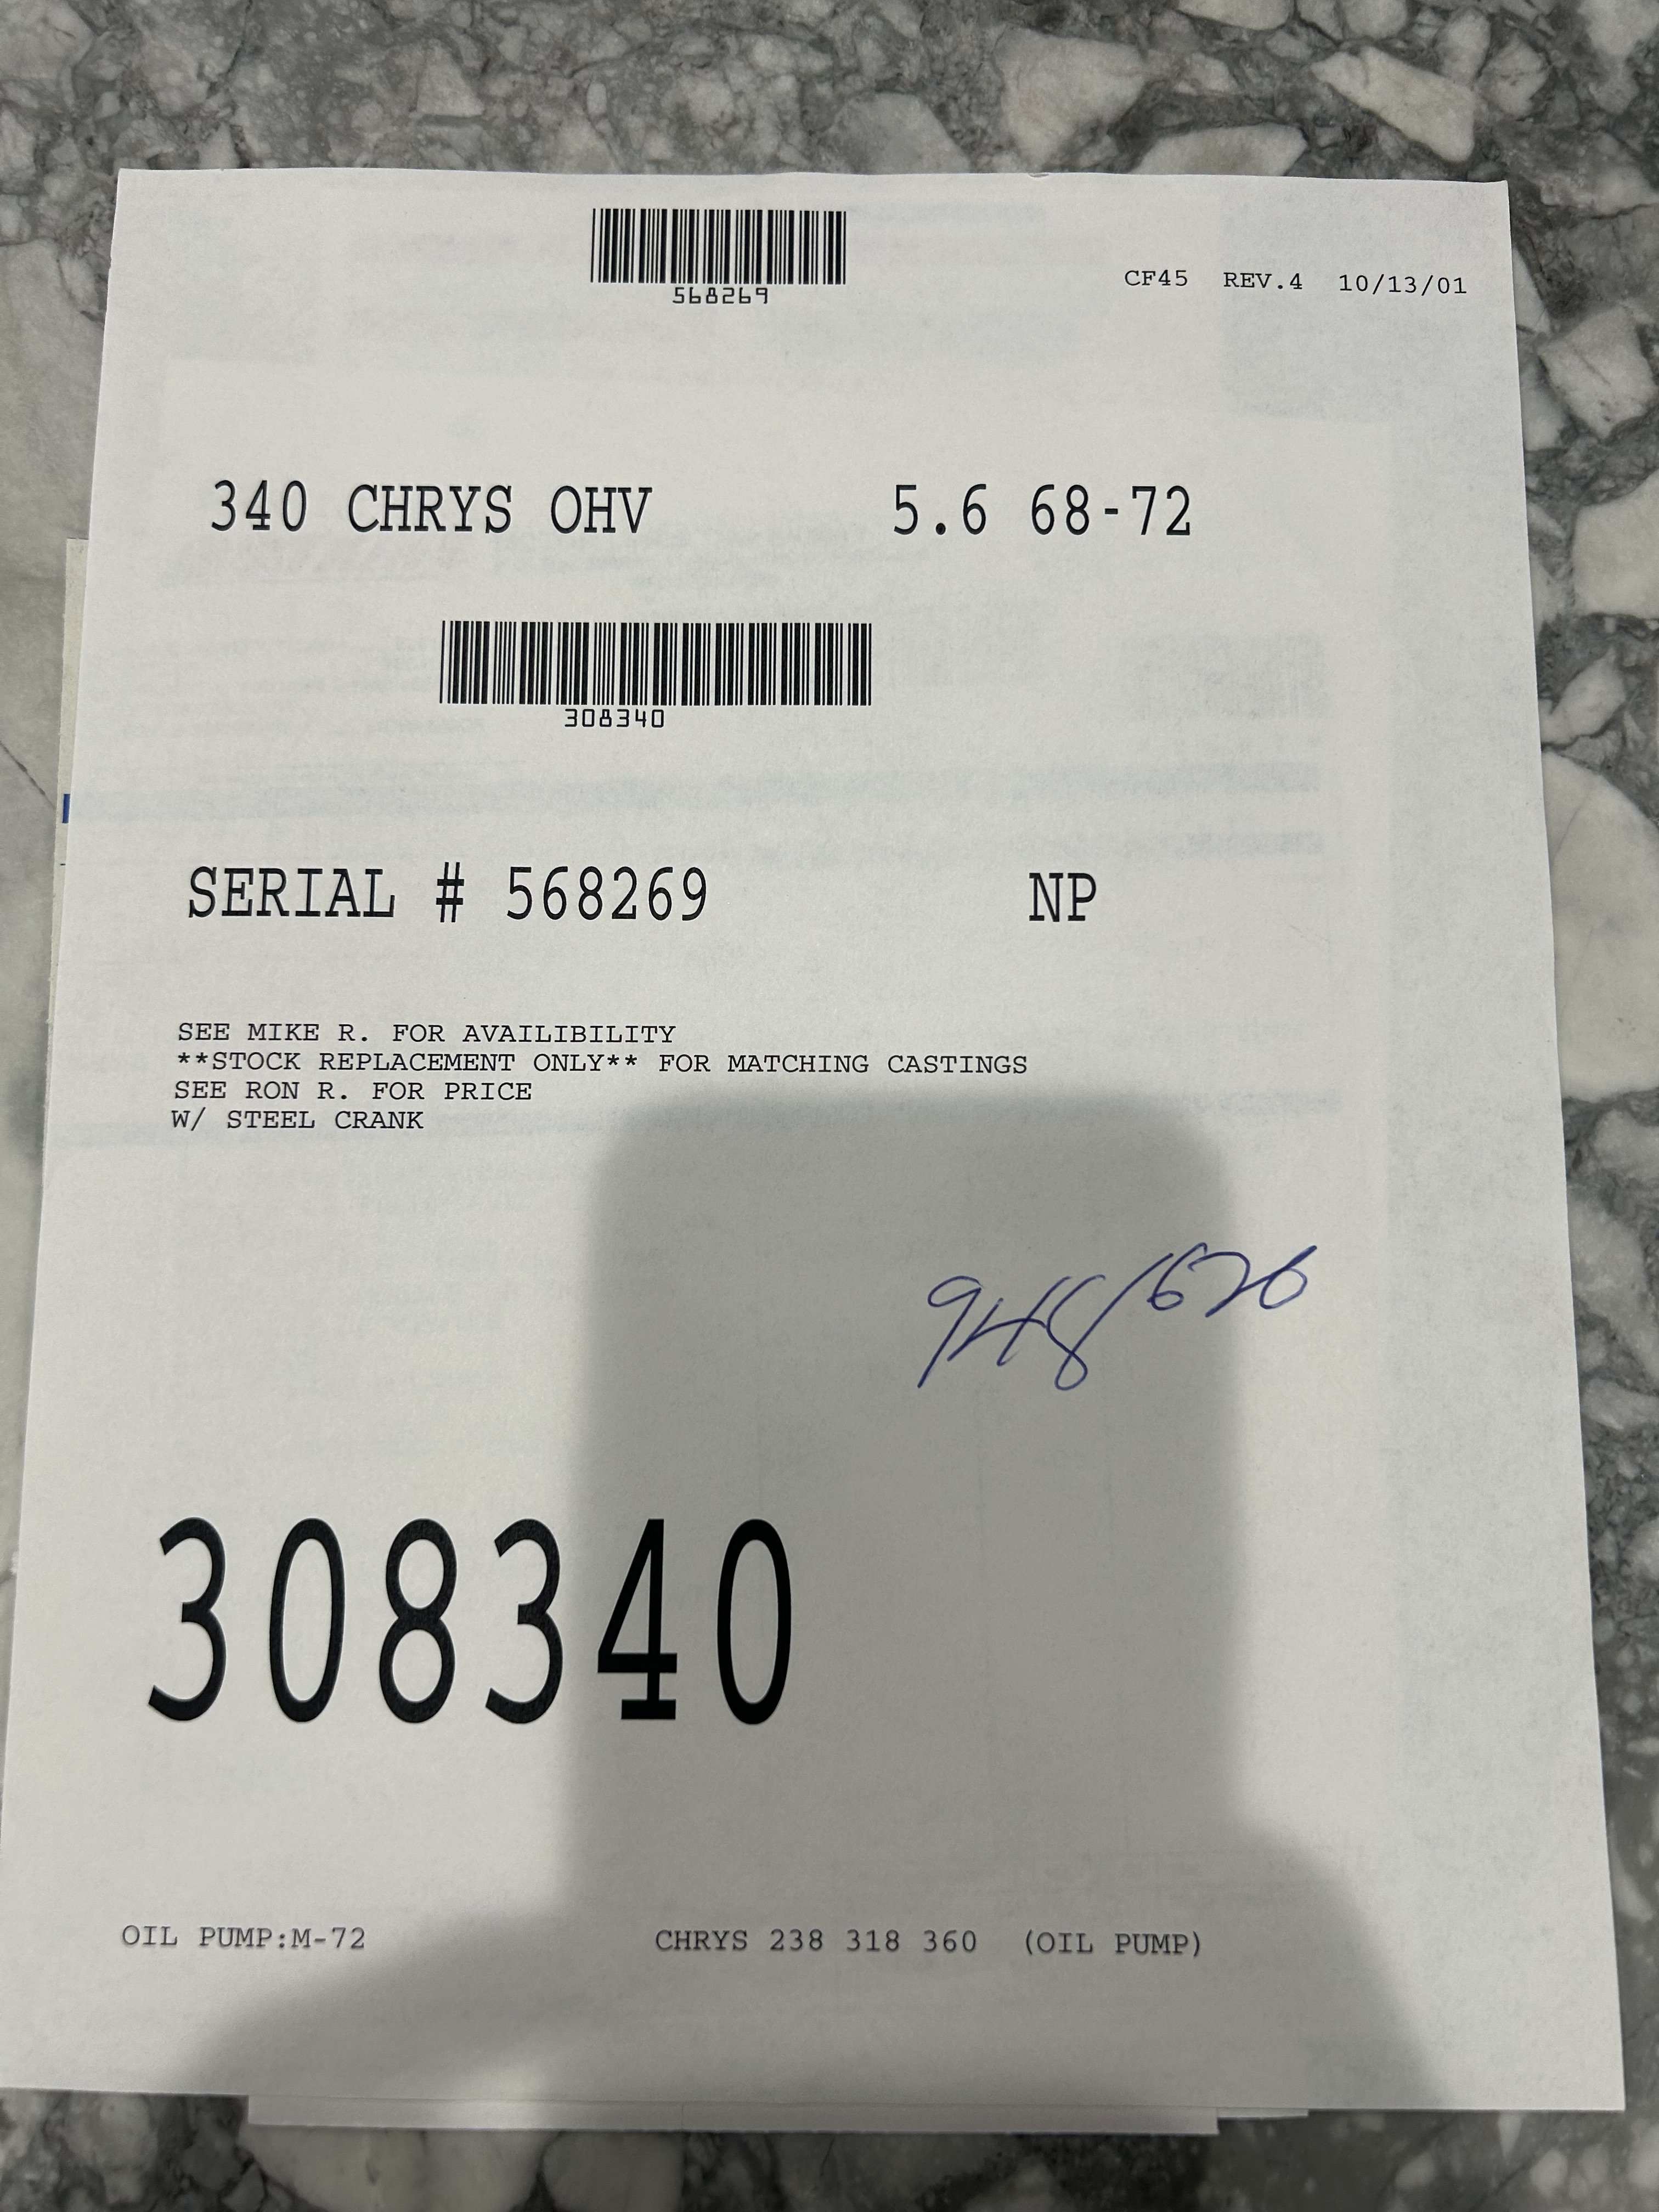 568269
CF45 REV.4 10/13/01
340 CHRYS OHV 5.6 68-72
308340
SERIAL # 568269 NP
SEE MIKE R. FOR AVAILIBILITY
**STOCK REPLACEMENT ONLY** FOR MATCHING CASTINGS
SEE RON R. FOR PRICE
W/ STEEL CRANK
308340
OIL PUMP:M-72 CHRYS 238 318 360 (OIL PUMP)